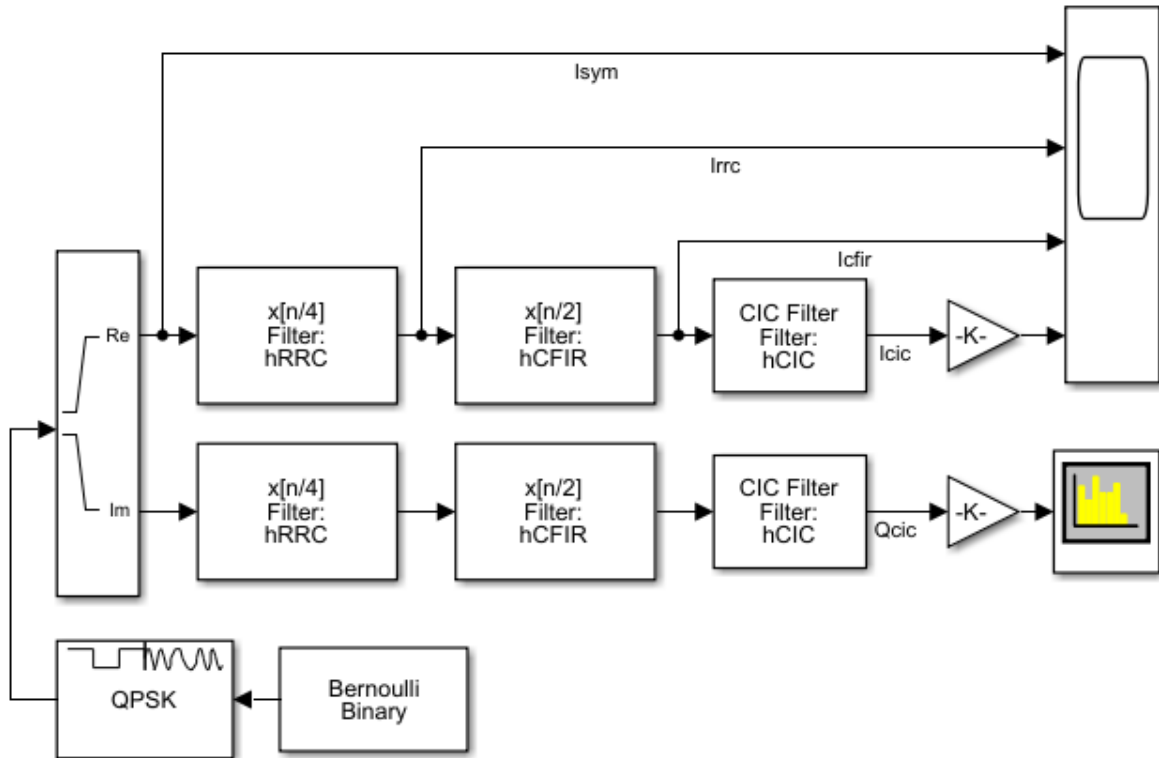 Isym
Irrc
Icfir
Re
x[n/4]
Filter:
hRRC
x[n/2]
Filter:
hCFIR
CIC Filter
Filter:
hCIC
Icic
-K-
Im
x[n/4]
Filter:
hRRC
x[n/2]
Filter:
hCFIR
CIC Filter
Filter:
hCIC
Qcic
-K-
QPSK
Bernoulli
Binary